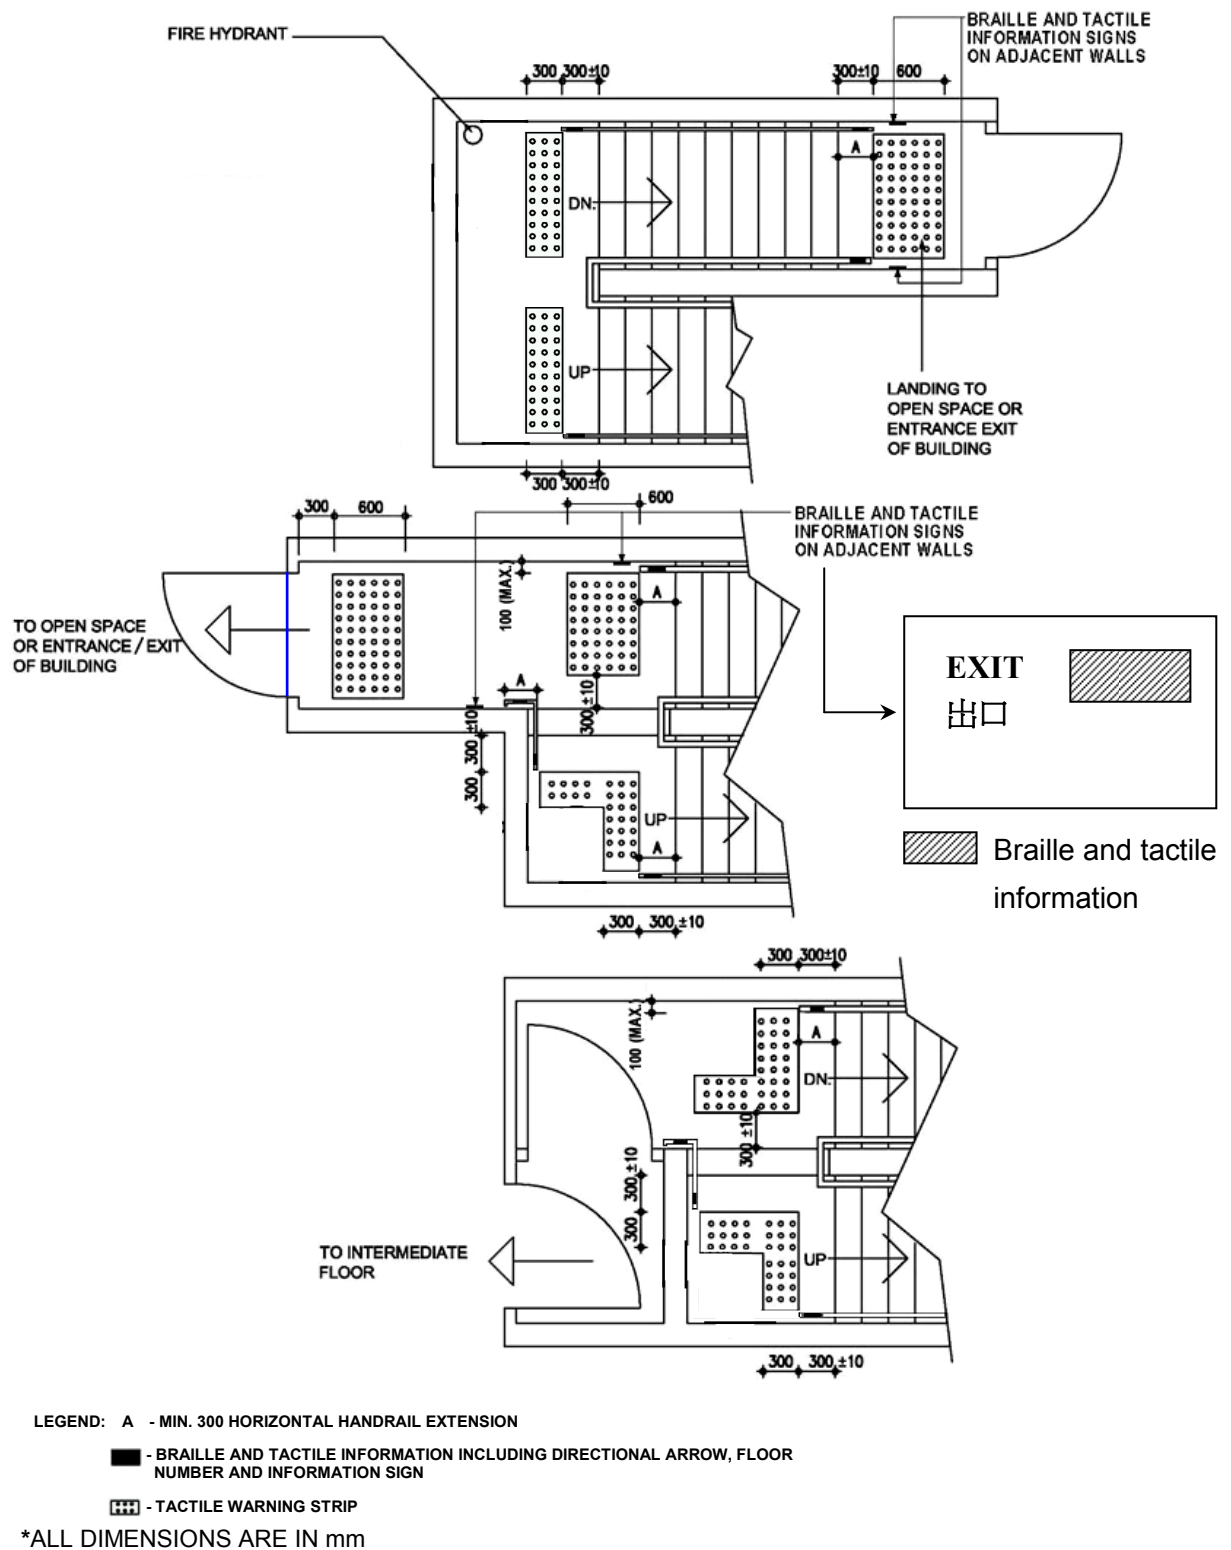 FIRE HYDRANT
BRAILLE AND TACTILE
INFORMATION SIGNS
ON ADJACENT WALLS
300 300±10
300±10 600
A
DN.
UP
LANDING TO
OPEN SPACE OR
ENTRANCE EXIT
OF BUILDING
300 300±10
600
300 600
BRAILLE AND TACTILE
INFORMATION SIGNS
ON ADJACENT WALLS
100 (MAX.)
A
TO OPEN SPACE
OR ENTRANCE / EXIT
OF BUILDING
A
300 ±10
300 ±10
300
EXIT
出口
UP
A
Braille and tactile
information
300 300 ±10
300 300±10
100 (MAX.)
A
DN.
300 ±10
300 ±10
300
TO INTERMEDIATE
FLOOR
UP
300 300 ±10
LEGEND: A - MIN. 300 HORIZONTAL HANDRAIL EXTENSION
- BRAILLE AND TACTILE INFORMATION INCLUDING DIRECTIONAL ARROW, FLOOR
NUMBER AND INFORMATION SIGN
- TACTILE WARNING STRIP
*ALL DIMENSIONS ARE IN mm